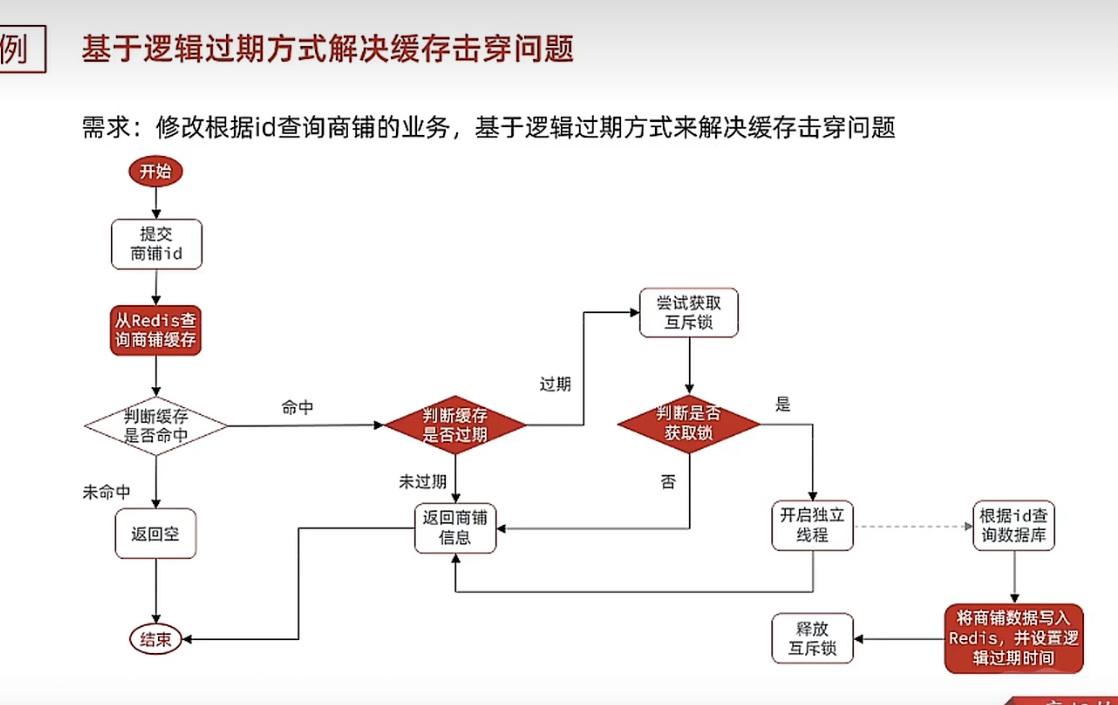 例
基于逻辑过期方式解决缓存击穿问题
需求：修改根据id查询商铺的业务，基于逻辑过期方式来解决缓存击穿问题
开始
提交
商铺id
从Redis查
询商铺缓存
判断缓存
是否命中
命中
未命中
返回空
结束
判断缓存
是否过期
过期
未过期
返回商铺
信息
尝试获取
互斥锁
判断是否
获取锁
是
否
开启独立
线程
根据id查
询数据库
将商铺数据写入
Redis，并设置逻
辑过期时间
释放
互斥锁